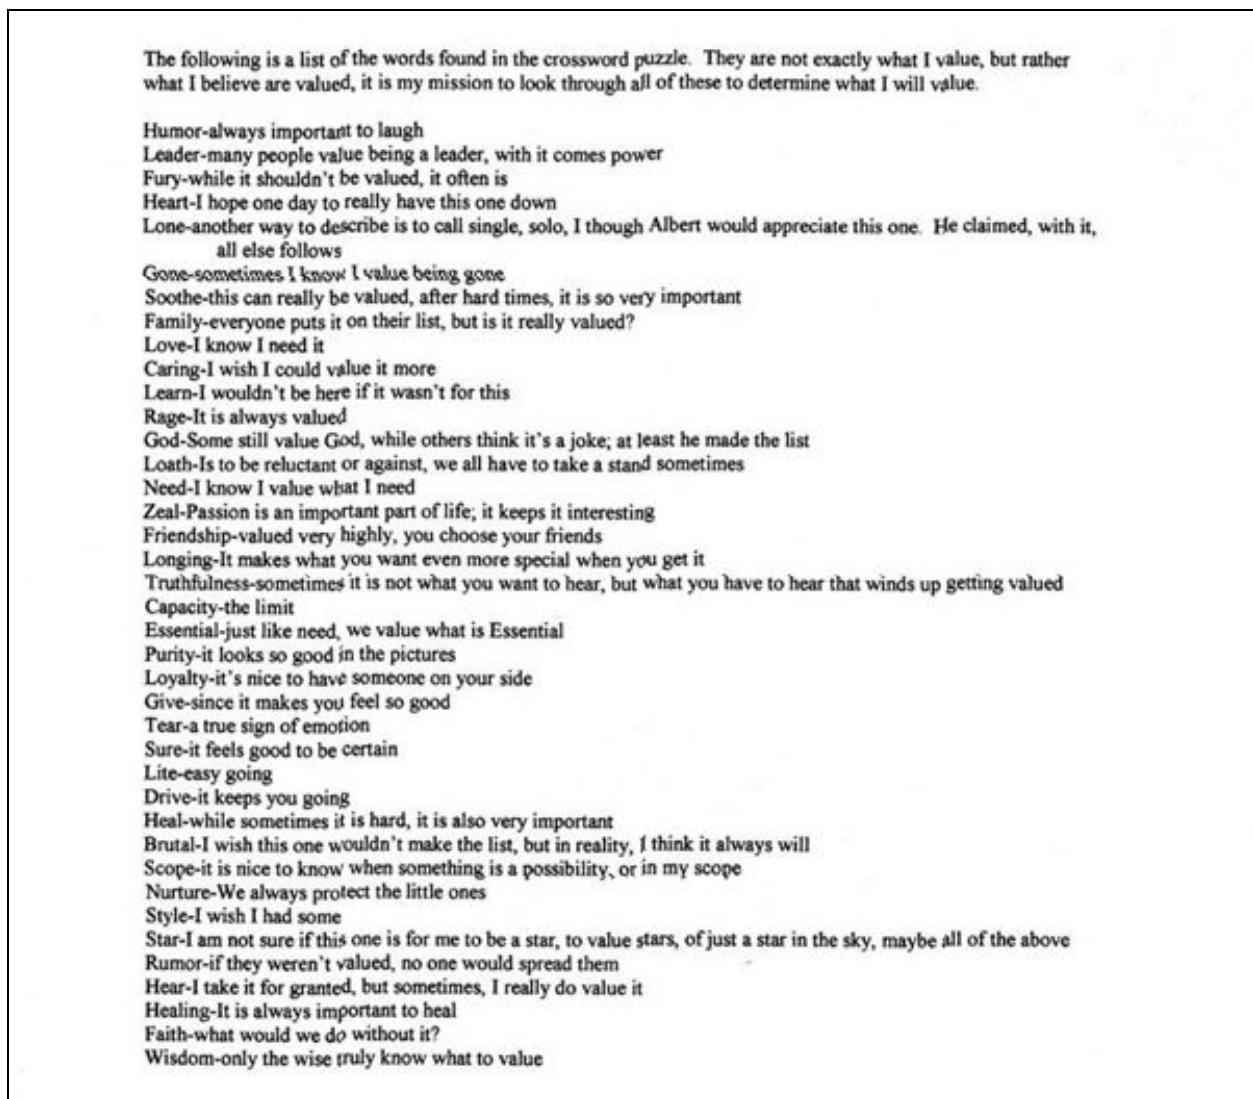 The following is a list of the words found in the crossword puzzle. They are not exactly what I value, but rather
what I believe are valued, it is my mission to look through all of these to determine what I will value.
Humor-always important to laugh
Leader-many people value being a leader, with it comes power
Fury-while it shouldn't be valued, it often is
Heart-I hope one day to really have this one down
Lone-another way to describe is to call single, solo, I though Albert would appreciate this one. He claimed, with it,
all else follows
Gone-sometimes I know I value being gone
Soothe-this can really be valued, after hard times, it is so very important
Family-everyone puts it on their list, but is it really valued?
Love-I know I need it
Caring-I wish I could value it more
Learn-I wouldn't be here if it wasn't for this
Rage-It is always valued
God-Some still value God, while others think it's a joke; at least he made the list
Loath-Is to be reluctant or against, we all have to take a stand sometimes
Need-I know I value what I need
Zeal-Passion is an important part of life; it keeps it interesting
Friendship-valued very highly, you choose your friends
Longing-It makes what you want even more special when you get it
Truthfulness-sometimes it is not what you want to hear, but what you have to hear that winds up getting valued
Capacity-the limit
Essential-just like need, we value what is Essential
Purity-it looks so good in the pictures
Loyalty-it's nice to have someone on your side
Give-since it makes you feel so good
Tear-a true sign of emotion
Sure-it feels good to be certain
Lite-easy going
Drive-it keeps you going
Heal-while sometimes it is hard, it is also very important
Brutal-I wish this one wouldn't make the list, but in reality, I think it always will
Scope-it is nice to know when something is a possibility, or in my scope
Nurture-We always protect the little ones
Style-I wish I had some
Star-I am not sure if this one is for me to be a star, to value stars, of just a star in the sky, maybe all of the above
Rumor-if they weren't valued, no one would spread them
Hear-I take it for granted, but sometimes, I really do value it
Healing-It is always important to heal
Faith-what would we do without it?
Wisdom-only the wise truly know what to value